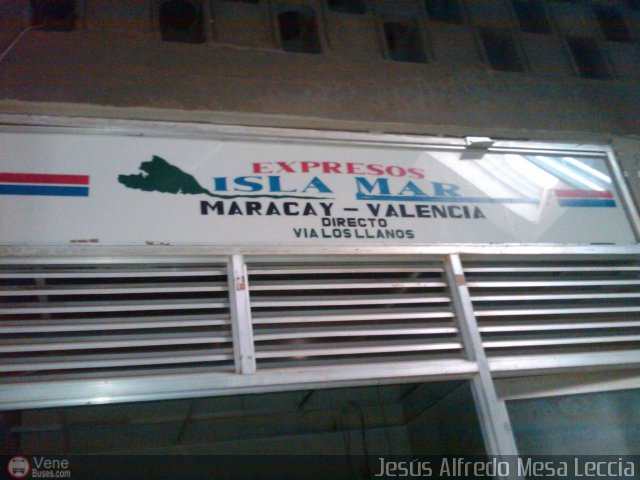 EXPRESOS
ISLA MAR
MARACAY - VALENCIA
DIRECTO
VIA LOS LLANOS
Vene
Buses.com
Jesús Alfredo Mesa Leccia